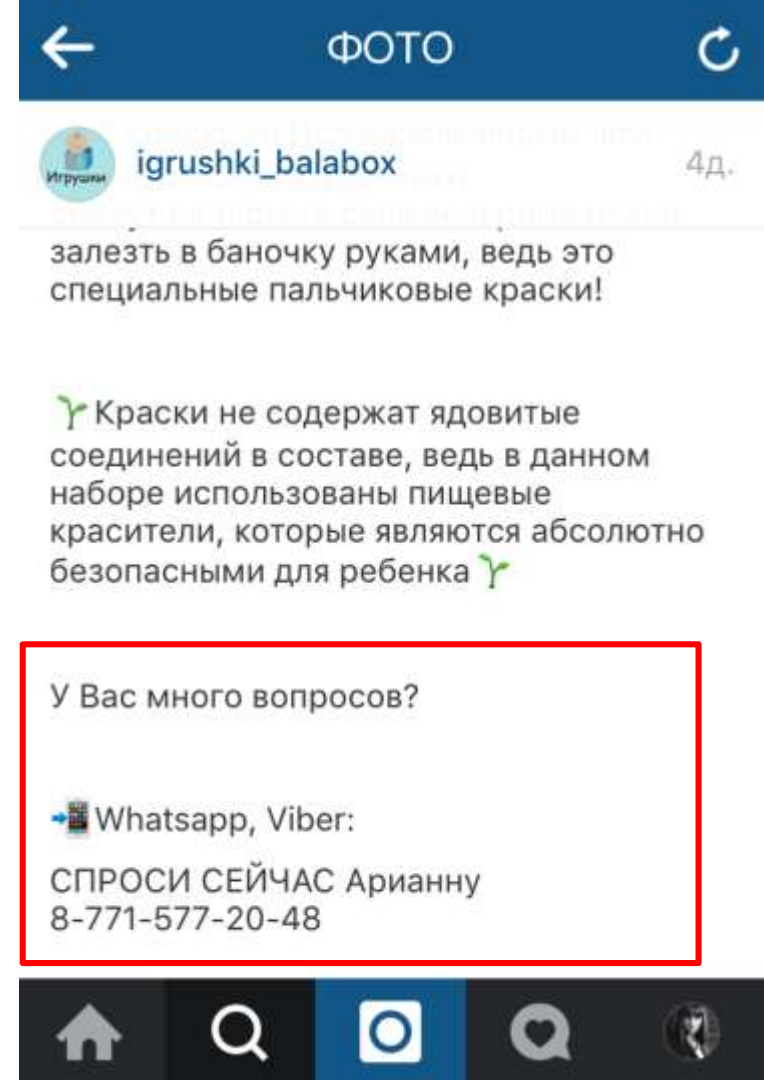 ФОТО
Игрушки
igrushki_balabox
4д.
залезть в баночку руками, ведь это
специальные пальчиковые краски!
Краски не содержат ядовитые
соединений в составе, ведь в данном
наборе использованы пищевые
красители, которые являются абсолютно
безопасными для ребенка
У Вас много вопросов?
Whatsapp, Viber:
СПРОСИ СЕЙЧАС Арианну
8-771-577-20-48